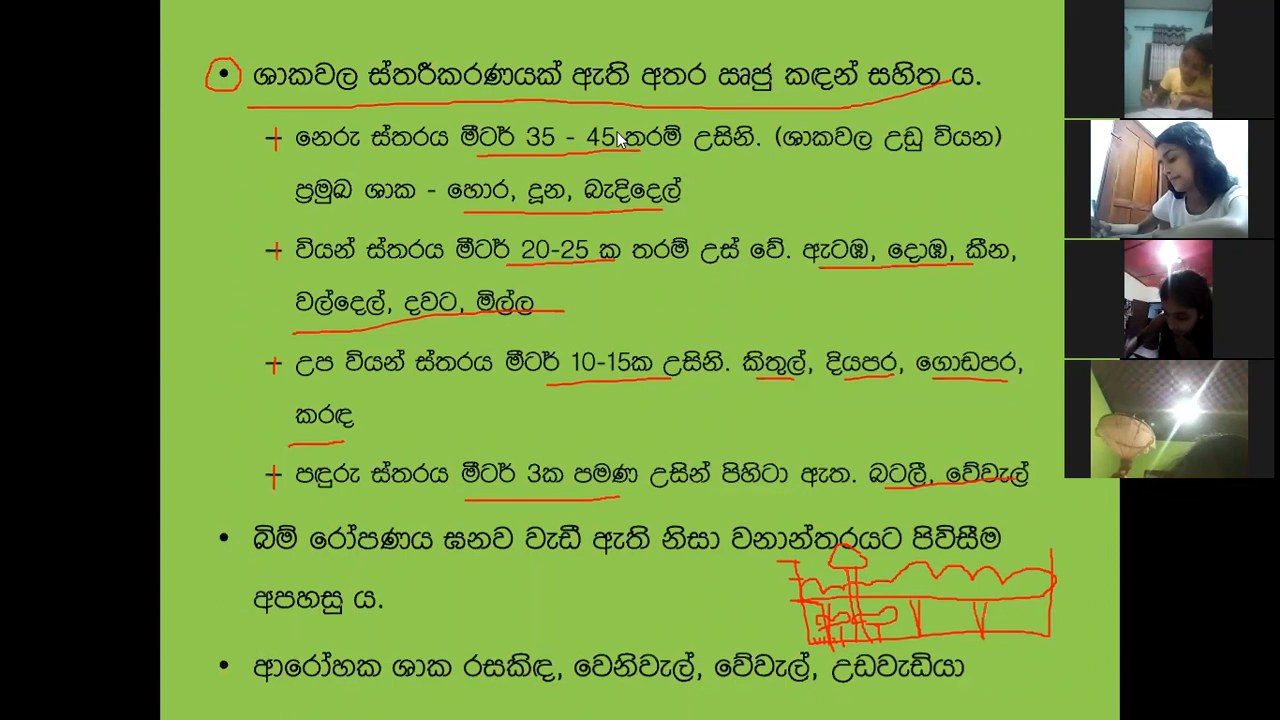 • ශාකවල ස්තරීකරණයක් ඇති අතර ඍජු කඳන් සහිත ය.
නෙරු ස්තරය මීටර් 35 - 45 තරම් උසිනි. (ශාකවල උඩු වියන)
ප්‍රමුඛ ශාක - හොර, දූන, බැදිදෙල්
වියන් ස්තරය මීටර් 20-25 ක තරම් උස් වේ. ඇටඹ, දොඹ, කීන,
වල්දෙල්, දවට, මිල්ල
උප වියන් ස්තරය මීටර් 10-15ක උසිනි. කිතුල්, දියපර, ගොඩපර,
කරඳ
පඳුරු ස්තරය මීටර් 3ක පමණ උසින් පිහිටා ඇත. බටලී, වේවැල්
• බිම් රෝපණය ඝනව වැඩී ඇති නිසා වනාන්තරයට පිවිසීම
අපහසු ය.
• ආරෝහක ශාක රසකිඳ, වෙනිවැල්, වේවැල්, උඩවැඩියා